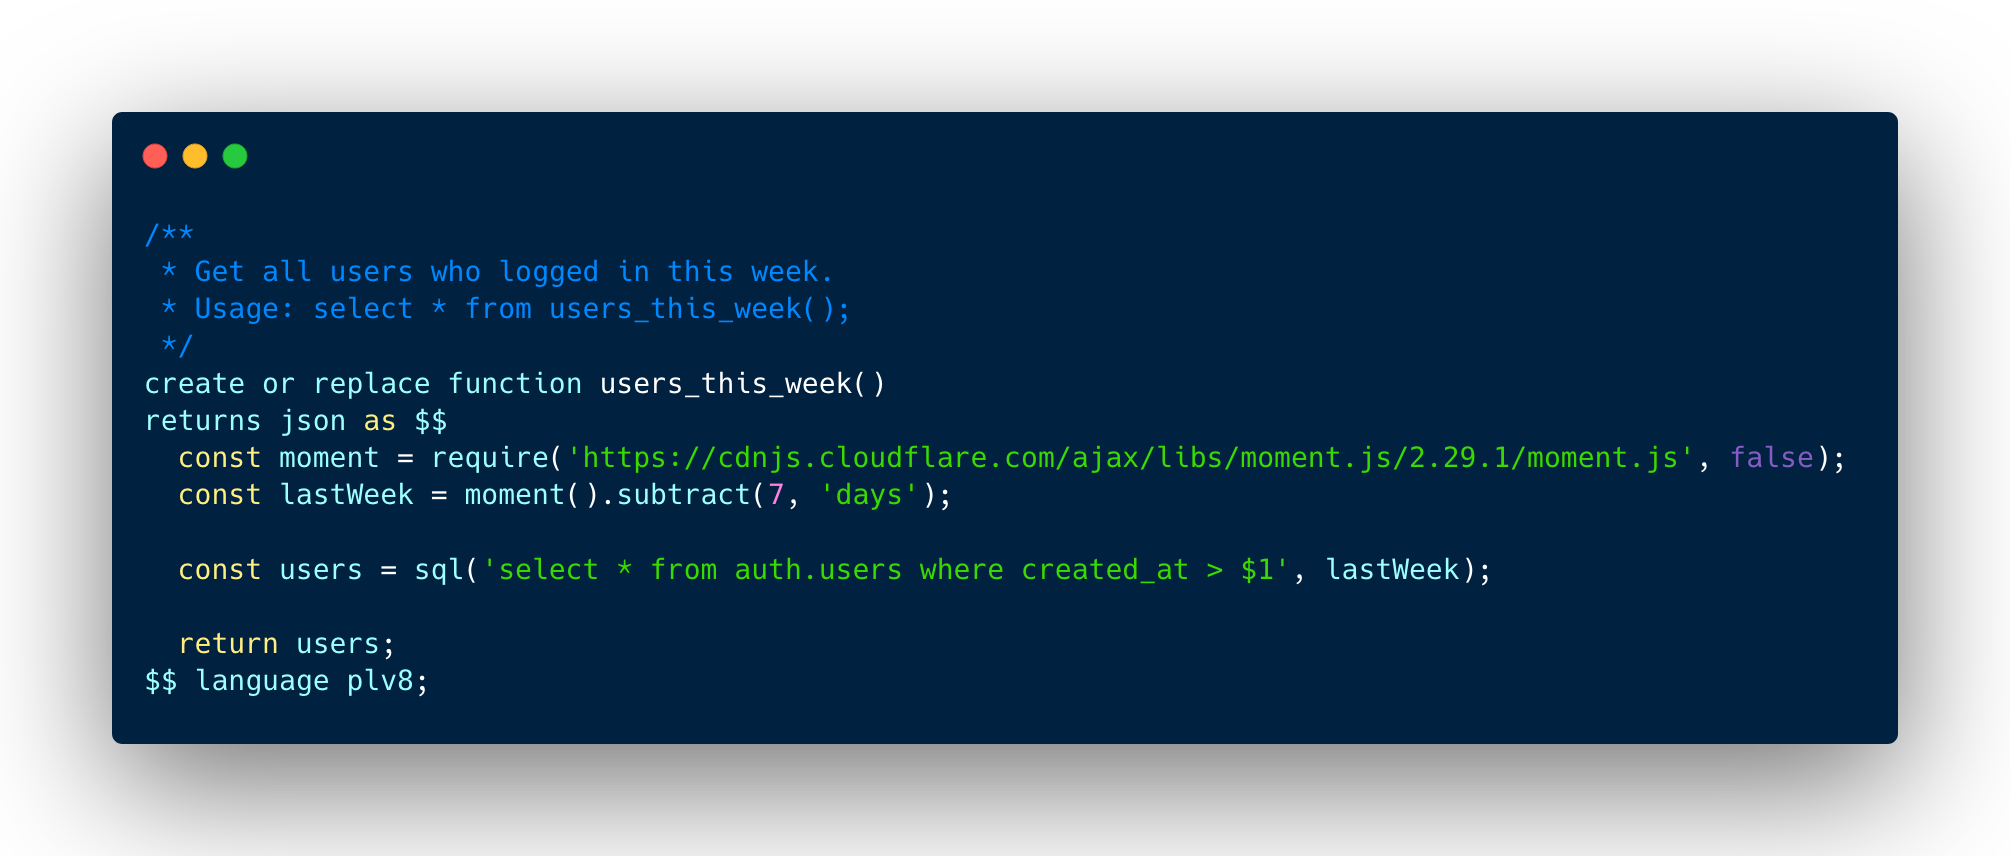 /**
 * Get all users who logged in this week.
 * Usage: select * from users_this_week();
 */
create or replace function users_this_week()
returns json as $$
  const moment = require('https://cdnjs.cloudflare.com/ajax/libs/moment.js/2.29.1/moment.js', false);
  const lastWeek = moment().subtract(7, 'days');

  const users = sql('select * from auth.users where created_at > $1', lastWeek);

  return users;
$$ language plv8;